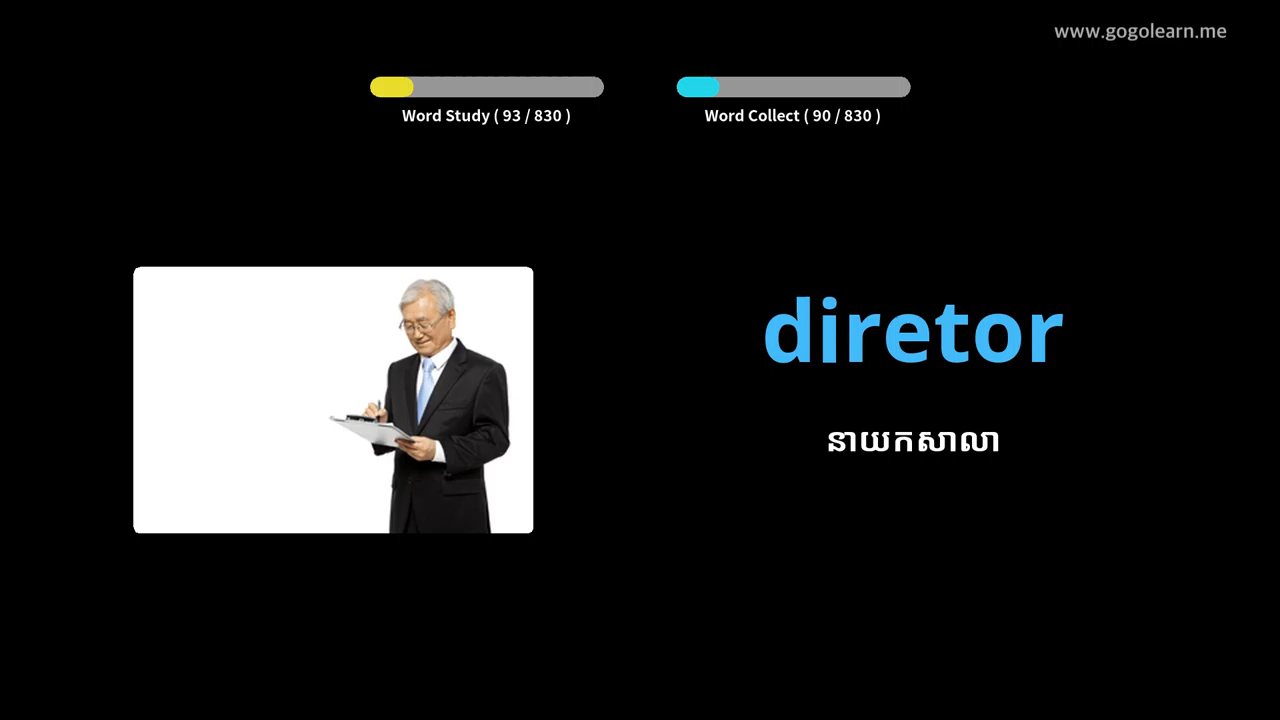 www.gogolearn.me
Word Study ( 93 / 830 )
Word Collect ( 90 / 830 )
diretor
នាយកសាលា